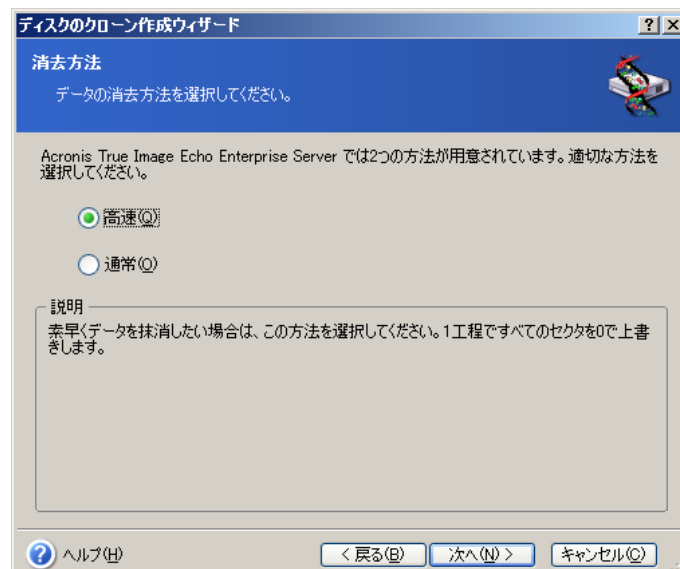 ディスクのクローン作成ウィザード
消去方法
データの消去方法を選択してください。
Acronis True Image Echo Enterprise Server では2つの方法が用意されています。適切な方法を
選択してください。
高速(Q)
通常(O)
説明
素早くデータを抹消したい場合は、この方法を選択してください。1工程ですべてのセクタを0で上書
きします。
ヘルプ(H)
< 戻る(B)
次へ(N) >
キャンセル(C)